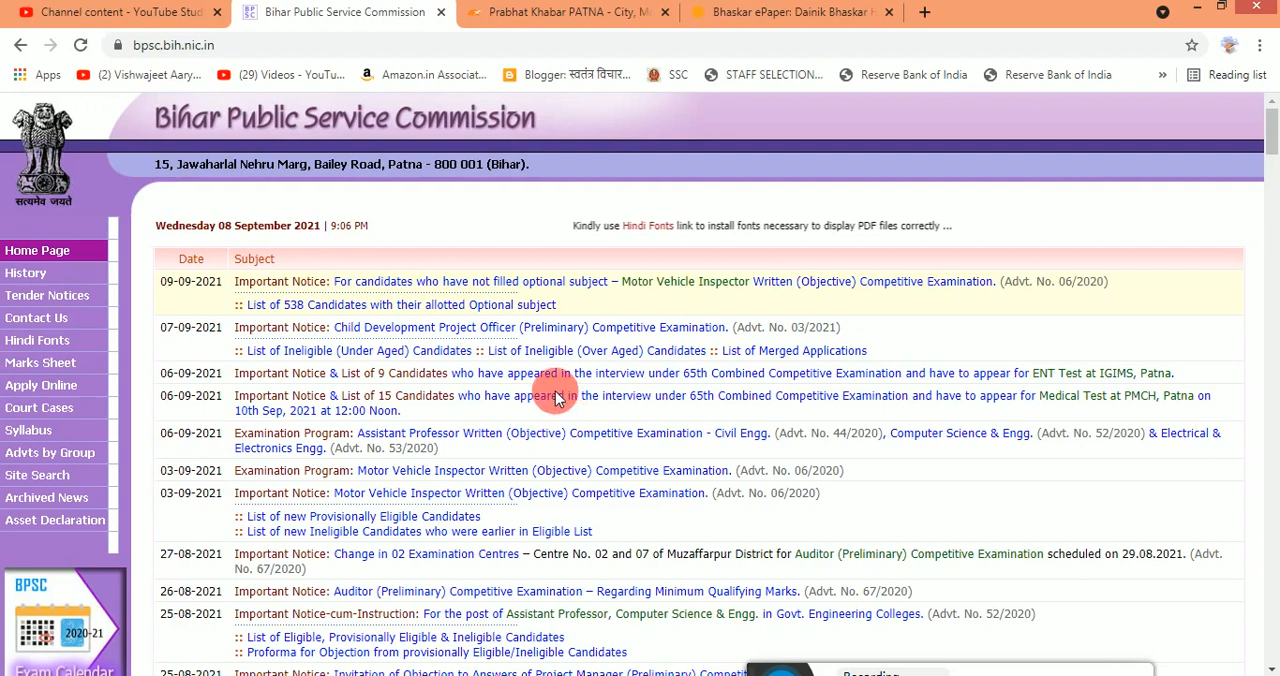 Channel content - YouTube Stud
Bihar Public Service Commission
Prabhat Khabar PATNA - City, M
Bhaskar ePaper: Dainik Bhaskar H
bpsc.bih.nic.in
Apps
(2) Vishwajeet Aary...
(29) Videos - YouTu...
Amazon.in Associat...
Blogger: स्वतंत्र विचार...
SSC
STAFF SELECTION...
Reserve Bank of India
Reserve Bank of India
»
Reading list
Bihar Public Service Commission
15, Jawaharlal Nehru Marg, Bailey Road, Patna - 800 001 (Bihar).
सत्यमेव जयते
Wednesday 08 September 2021 | 9:06 PM
Kindly use Hindi Fonts link to install fonts necessary to display PDF files correctly ...
Home Page
History
Tender Notices
Contact Us
Hindi Fonts
Marks Sheet
Apply Online
Court Cases
Syllabus
Advts by Group
Site Search
Archived News
Asset Declaration
BPSC
2020-21
Exam Calendar
Date Subject
09-09-2021 Important Notice: For candidates who have not filled optional subject – Motor Vehicle Inspector Written (Objective) Competitive Examination. (Advt. No. 06/2020)
:: List of 538 Candidates with their allotted Optional subject
07-09-2021 Important Notice: Child Development Project Officer (Preliminary) Competitive Examination. (Advt. No. 03/2021)
:: List of Ineligible (Under Aged) Candidates :: List of Ineligible (Over Aged) Candidates :: List of Merged Applications
06-09-2021 Important Notice & List of 9 Candidates who have appeared in the interview under 65th Combined Competitive Examination and have to appear for ENT Test at IGIMS, Patna.
06-09-2021 Important Notice & List of 15 Candidates who have appeared in the interview under 65th Combined Competitive Examination and have to appear for Medical Test at PMCH, Patna on
10th Sep, 2021 at 12:00 Noon.
06-09-2021 Examination Program: Assistant Professor Written (Objective) Competitive Examination - Civil Engg. (Advt. No. 44/2020), Computer Science & Engg. (Advt. No. 52/2020) & Electrical &
Electronics Engg. (Advt. No. 53/2020)
03-09-2021 Examination Program: Motor Vehicle Inspector Written (Objective) Competitive Examination. (Advt. No. 06/2020)
03-09-2021 Important Notice: Motor Vehicle Inspector Written (Objective) Competitive Examination. (Advt. No. 06/2020)
:: List of new Provisionally Eligible Candidates
:: List of new Ineligible Candidates who were earlier in Eligible List
27-08-2021 Important Notice: Change in 02 Examination Centres – Centre No. 02 and 07 of Muzaffarpur District for Auditor (Preliminary) Competitive Examination scheduled on 29.08.2021. (Advt.
No. 67/2020)
26-08-2021 Important Notice: Auditor (Preliminary) Competitive Examination – Regarding Minimum Qualifying Marks. (Advt. No. 67/2020)
25-08-2021 Important Notice-cum-Instruction: For the post of Assistant Professor, Computer Science & Engg. in Govt. Engineering Colleges. (Advt. No. 52/2020)
:: List of Eligible, Provisionally Eligible & Ineligible Candidates
:: Proforma for Objection from provisionally Eligible/Ineligible Candidates
25-08-2021 Important Notice: Invitation of Objection to Answers of Project Manager (Preliminary) Competit
Recording